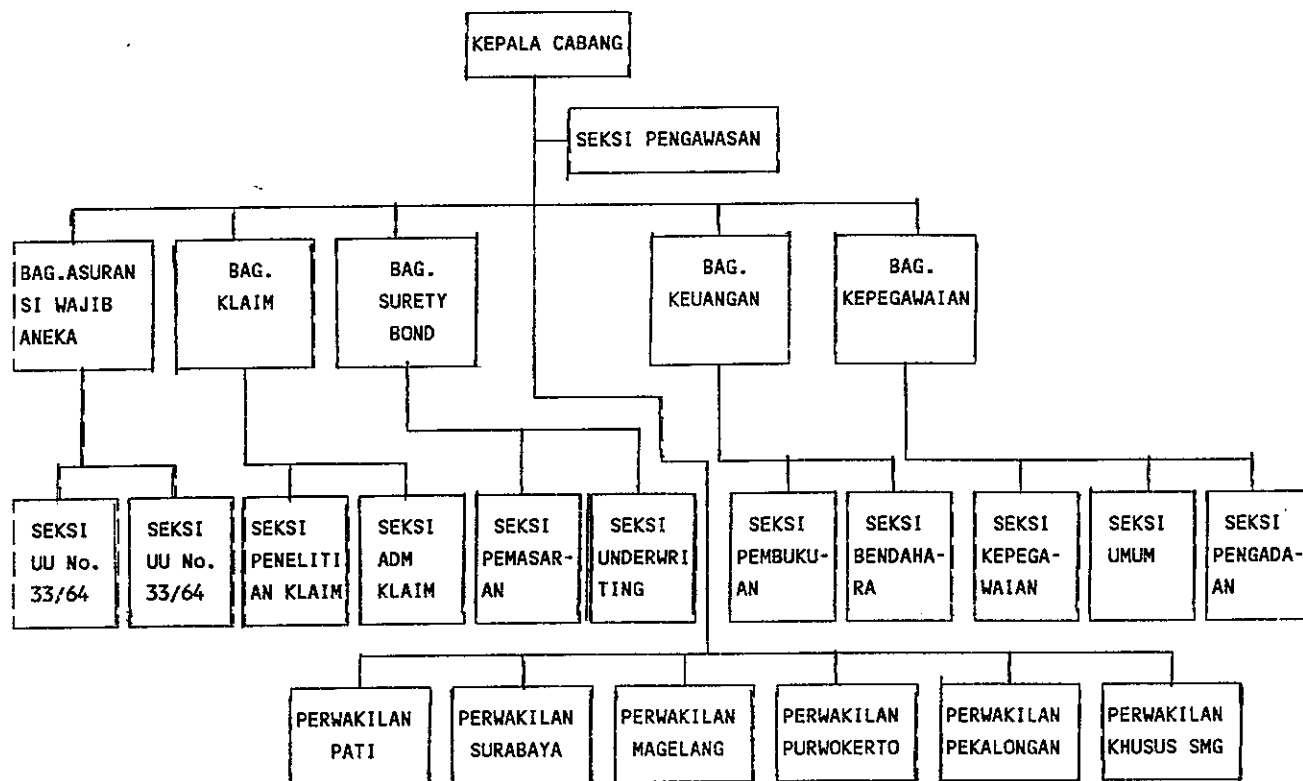 KEPALA CABANG
SEKSI PENGAWASAN
BAG.ASURAN
SI WAJIB
ANEKA
BAG.
KLAIM
BAG.
SURETY
BOND
BAG.
KEUANGAN
BAG.
KEPEGAWAIAN
SEKSI
UU No.
33/64
SEKSI
UU No.
33/64
SEKSI
PENELITI
AN KLAIM
SEKSI
ADM
KLAIM
SEKSI
PEMASAR-
AN
SEKSI
UNDERWRI
TING
SEKSI
PEMBUKU-
AN
SEKSI
BENDAHA-
RA
SEKSI
KEPEGA-
WAIAN
SEKSI
UMUM
SEKSI
PENGADA-
AN
PERWAKILAN
PATI
PERWAKILAN
SURABAYA
PERWAKILAN
MAGELANG
PERWAKILAN
PURWOKERTO
PERWAKILAN
PEKALONGAN
PERWAKILAN
KHUSUS SMG